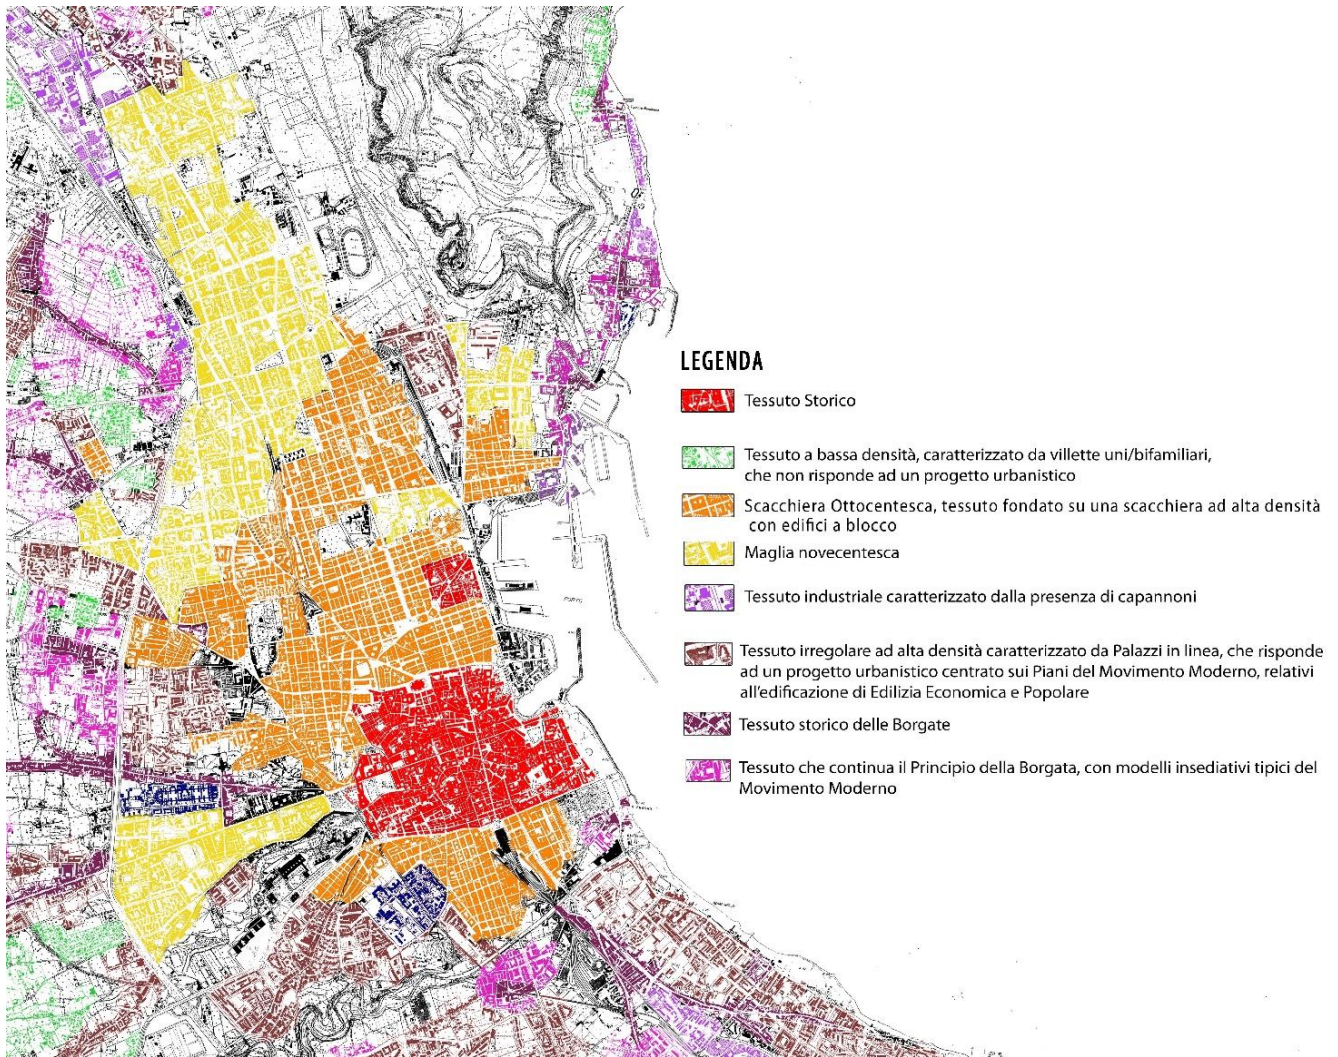 LEGENDA
Tessuto Storico
Tessuto a bassa densità, caratterizzato da villette uni/bifamiliari,
che non risponde ad un progetto urbanistico
Scacchiera Ottocentesca, tessuto fondato su una scacchiera ad alta densità
con edifici a blocco
Maglia novecentesca
Tessuto industriale caratterizzato dalla presenza di capannoni
Tessuto irregolare ad alta densità caratterizzato da Palazzi in linea, che risponde
ad un progetto urbanistico centrato sui Piani del Movimento Moderno, relativi
all'edificazione di Edilizia Economica e Popolare
Tessuto storico delle Borgate
Tessuto che continua il Principio della Borgata, con modelli insediativi tipici del
Movimento Moderno